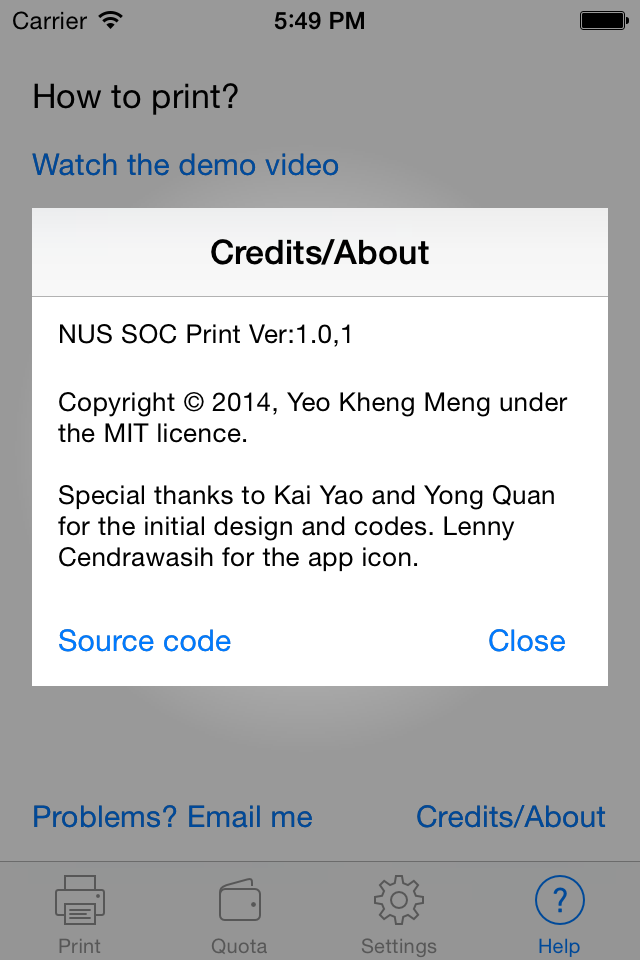 Carrier 5:49 PM
How to print?
Watch the demo video
Credits/About
NUS SOC Print Ver:1.0,1
Copyright © 2014, Yeo Kheng Meng under
the MIT licence.
Special thanks to Kai Yao and Yong Quan
for the initial design and codes. Lenny
Cendrawasih for the app icon.
Source code Close
Problems? Email me Credits/About
? 
Print Quota Settings Help